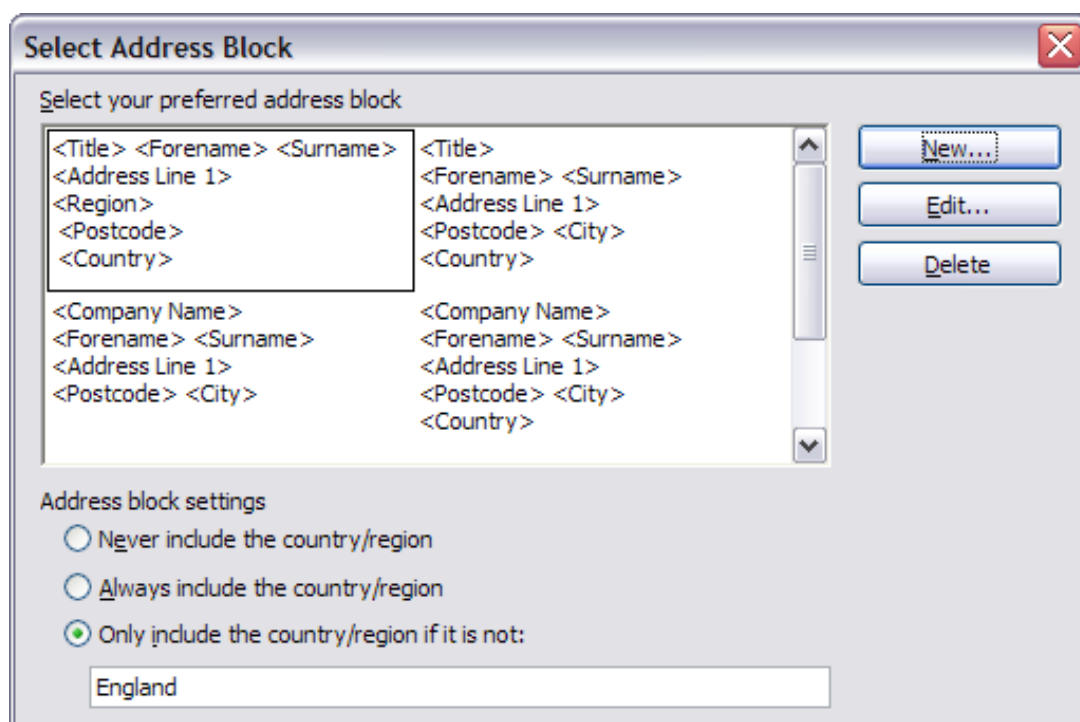 Select Address Block
Select your preferred address block
<Title> <Forename> <Surname>
<Address Line 1>
<Region>
<Postcode>
<Country>
<Title>
<Forename> <Surname>
<Address Line 1>
<Postcode> <City>
<Country>
<Company Name>
<Forename> <Surname>
<Address Line 1>
<Postcode> <City>
<Company Name>
<Forename> <Surname>
<Address Line 1>
<Postcode> <City>
<Country>
New...
Edit...
Delete
Address block settings
Never include the country/region
Always include the country/region
Only include the country/region if it is not:
England